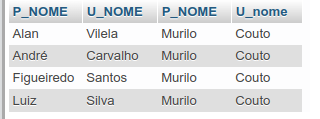 P_NOME U_NOME P_NOME U_nome
Alan Vilela Murilo Couto
André Carvalho Murilo Couto
Figueiredo Santos Murilo Couto
Luiz Silva Murilo Couto